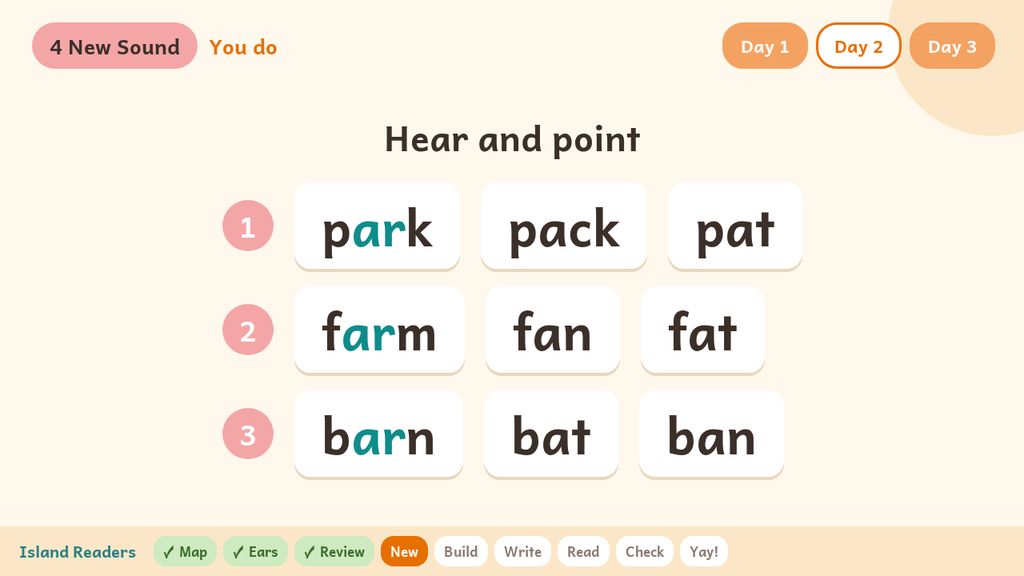 4 New Sound You do Day 1 Day 2 Day 3
Hear and point
1 park pack pat
2 farm fan fat
3 barn bat ban
Island Readers ✓ Map ✓ Ears ✓ Review New Build Write Read Check Yay!